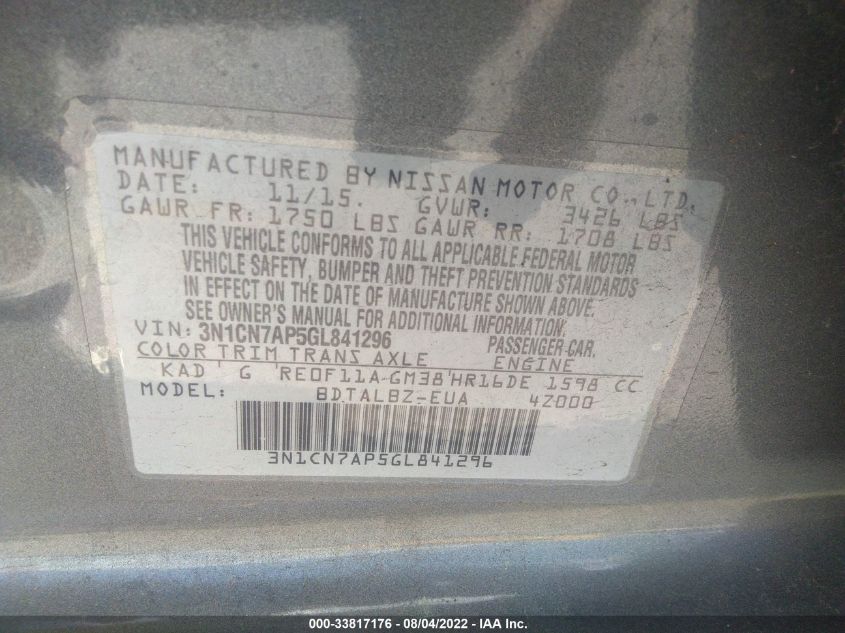 MANUFACTURED BY NISSAN MOTOR CO., LTD.
DATE: 11/15. GVWR: 3426 LBS
GAWR FR: 1750 LBS GAWR RR: 1708 LBS
THIS VEHICLE CONFORMS TO ALL APPLICABLE FEDERAL MOTOR
VEHICLE SAFETY, BUMPER AND THEFT PREVENTION STANDARDS
IN EFFECT ON THE DATE OF MANUFACTURE SHOWN ABOVE.
SEE OWNER'S MANUAL FOR ADDITIONAL INFORMATION.
VIN: 3N1CN7AP5GL841296 PASSENGER CAR.
COLOR TRIM TRANS AXLE ENGINE
KAD ' G 'RE0F11A-GM38'HR16DE 1598 CC
MODEL: BDTALBZ-EUA 4Z000
3N1CN7AP5GL841296
000-33817176 - 08/04/2022 - IAA Inc.